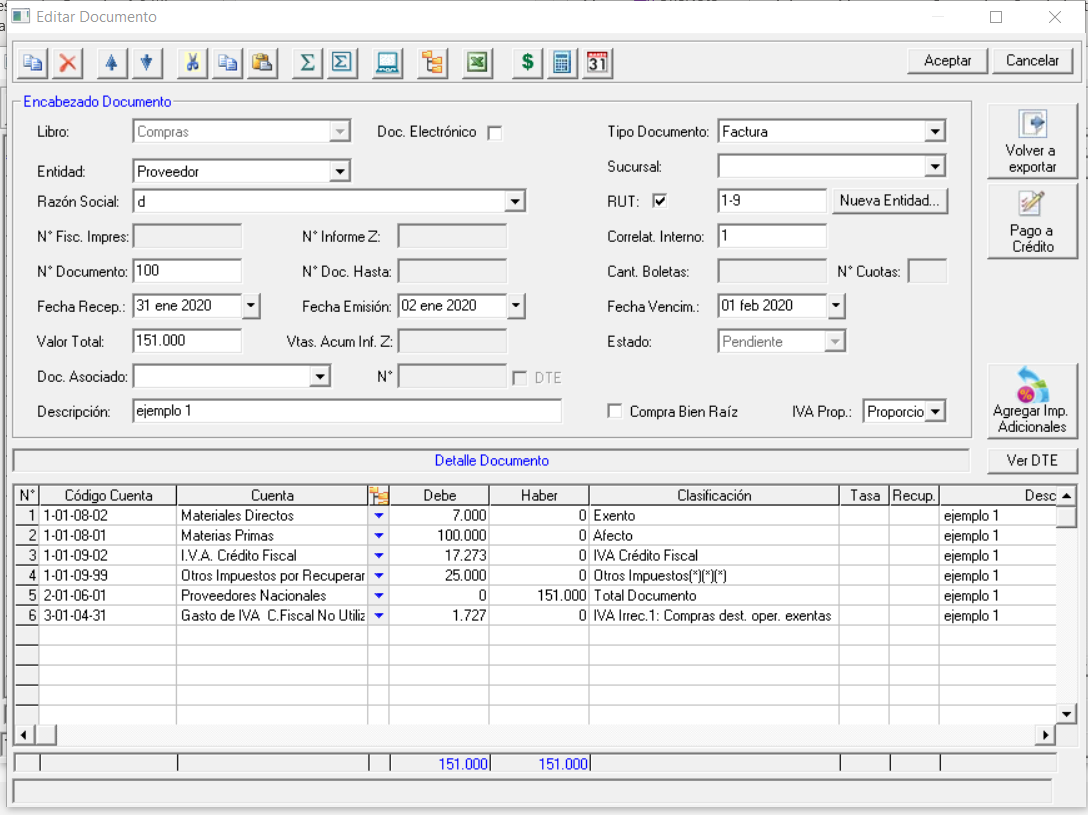 Editar Documento
31
Aceptar
Cancelar
Encabezado Documento
Libro: Compras Doc. Electrónico Tipo Documento: Factura
Entidad: Proveedor Sucursal:
Razón Social: d RUT: 1-9 Nueva Entidad...
N° Fisc. Impres: N° Informe Z: Correlat. Interno: 1
N° Documento: 100 N° Doc. Hasta: Cant. Boletas: N° Cuotas:
Fecha Recep.: 31 ene 2020 Fecha Emisión: 02 ene 2020 Fecha Vencim.: 01 feb 2020
Valor Total: 151.000 Vtas. Acum Inf. Z: Estado: Pendiente
Doc. Asociado: N° DTE
Descripción: ejemplo 1 Compra Bien Raíz IVA Prop.: Proporcio
Volver a
exportar
Pago a
Crédito
Agregar Imp.
Adicionales
Ver DTE
Detalle Documento
N° Código Cuenta Cuenta Debe Haber Clasificación Tasa Recup. Desc
1 1-01-08-02 Materiales Directos 7.000 0 Exento ejemplo 1
2 1-01-08-01 Materias Primas 100.000 0 Afecto ejemplo 1
3 1-01-09-02 I.V.A. Crédito Fiscal 17.273 0 IVA Crédito Fiscal ejemplo 1
4 1-01-09-99 Otros Impuestos por Recuperar 25.000 0 Otros Impuestos(*)(*)(*) ejemplo 1
5 2-01-06-01 Proveedores Nacionales 0 151.000 Total Documento ejemplo 1
6 3-01-04-31 Gasto de IVA C.Fiscal No Utiliz 1.727 0 IVA Irrec.1: Compras dest. oper. exentas ejemplo 1
151.000 151.000